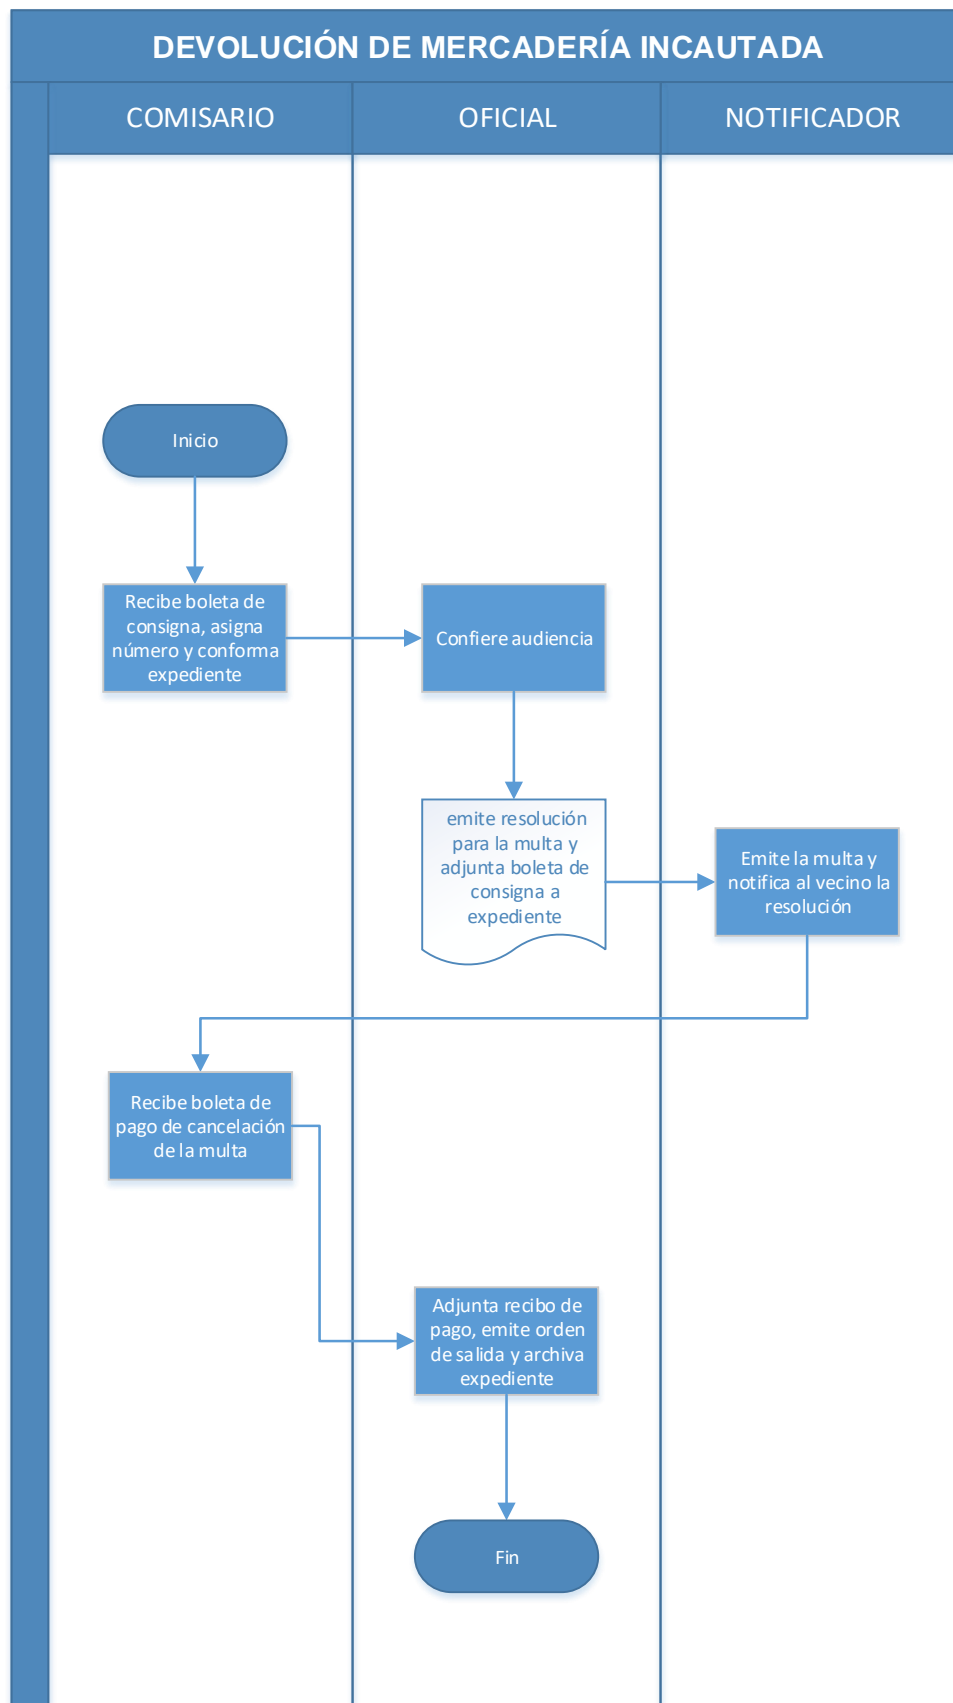 DEVOLUCIÓN DE MERCADERÍA INCAUTADA
COMISARIO
OFICIAL
NOTIFICADOR
Inicio
Recibe boleta de
consigna, asigna
número y conforma
expediente
Confiere audiencia
emite resolución
para la multa y
adjunta boleta de
consigna a
expediente
Emite la multa y
notifica al vecino la
resolución
Recibe boleta de
pago de cancelación
de la multa
Adjunta recibo de
pago, emite orden
de salida y archiva
expediente
Fin